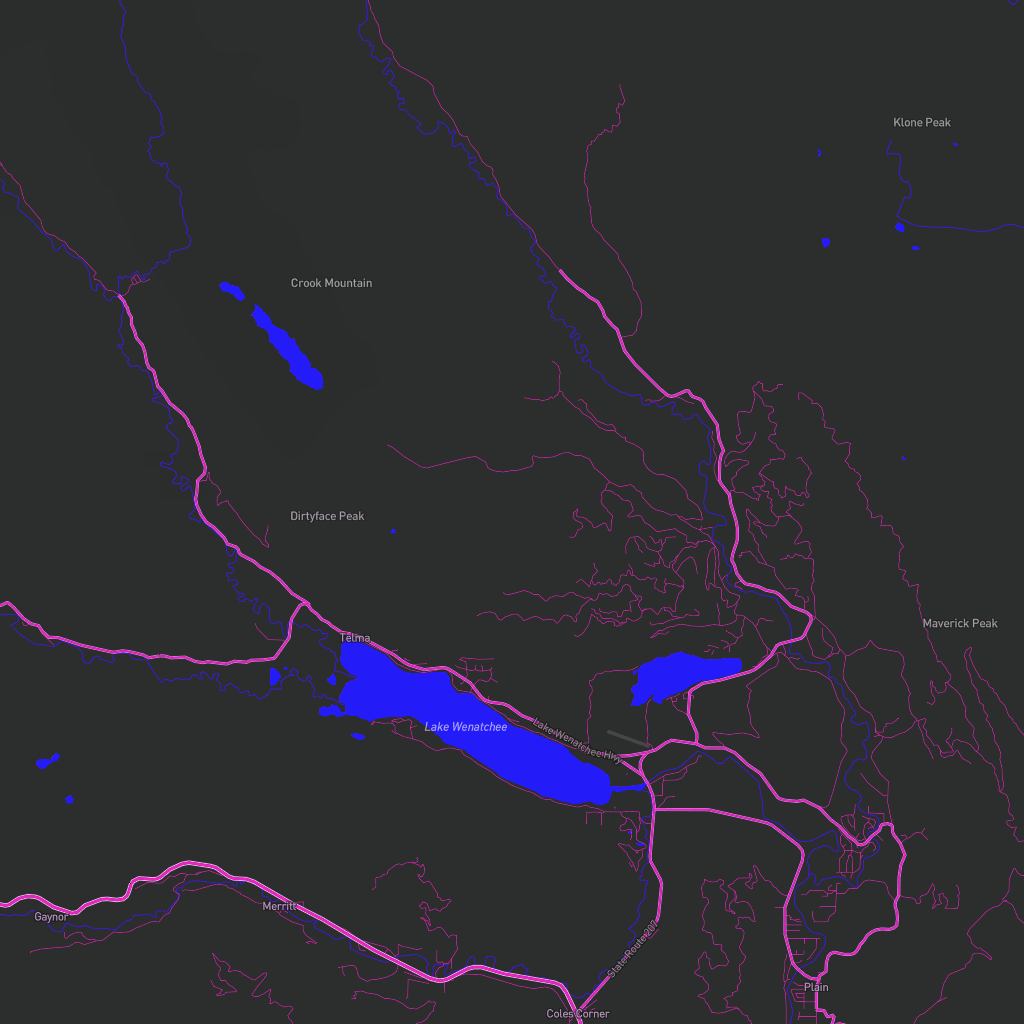 Klone Peak
Crook Mountain
Dirtyface Peak
Maverick Peak
Telma
Lake Wenatchee
Lake Wenatchee Hwy
Merritt
Gaynor
State Route 207
Plain
Coles Corner